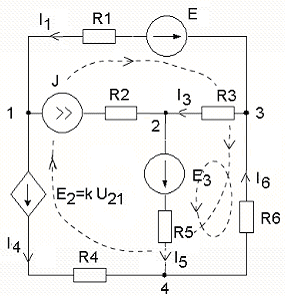 I1 R1 E
J
R2 I3 R3
1 2 3
E3
E2=k U21 I6
R5 R6
I4 R4 I5
4